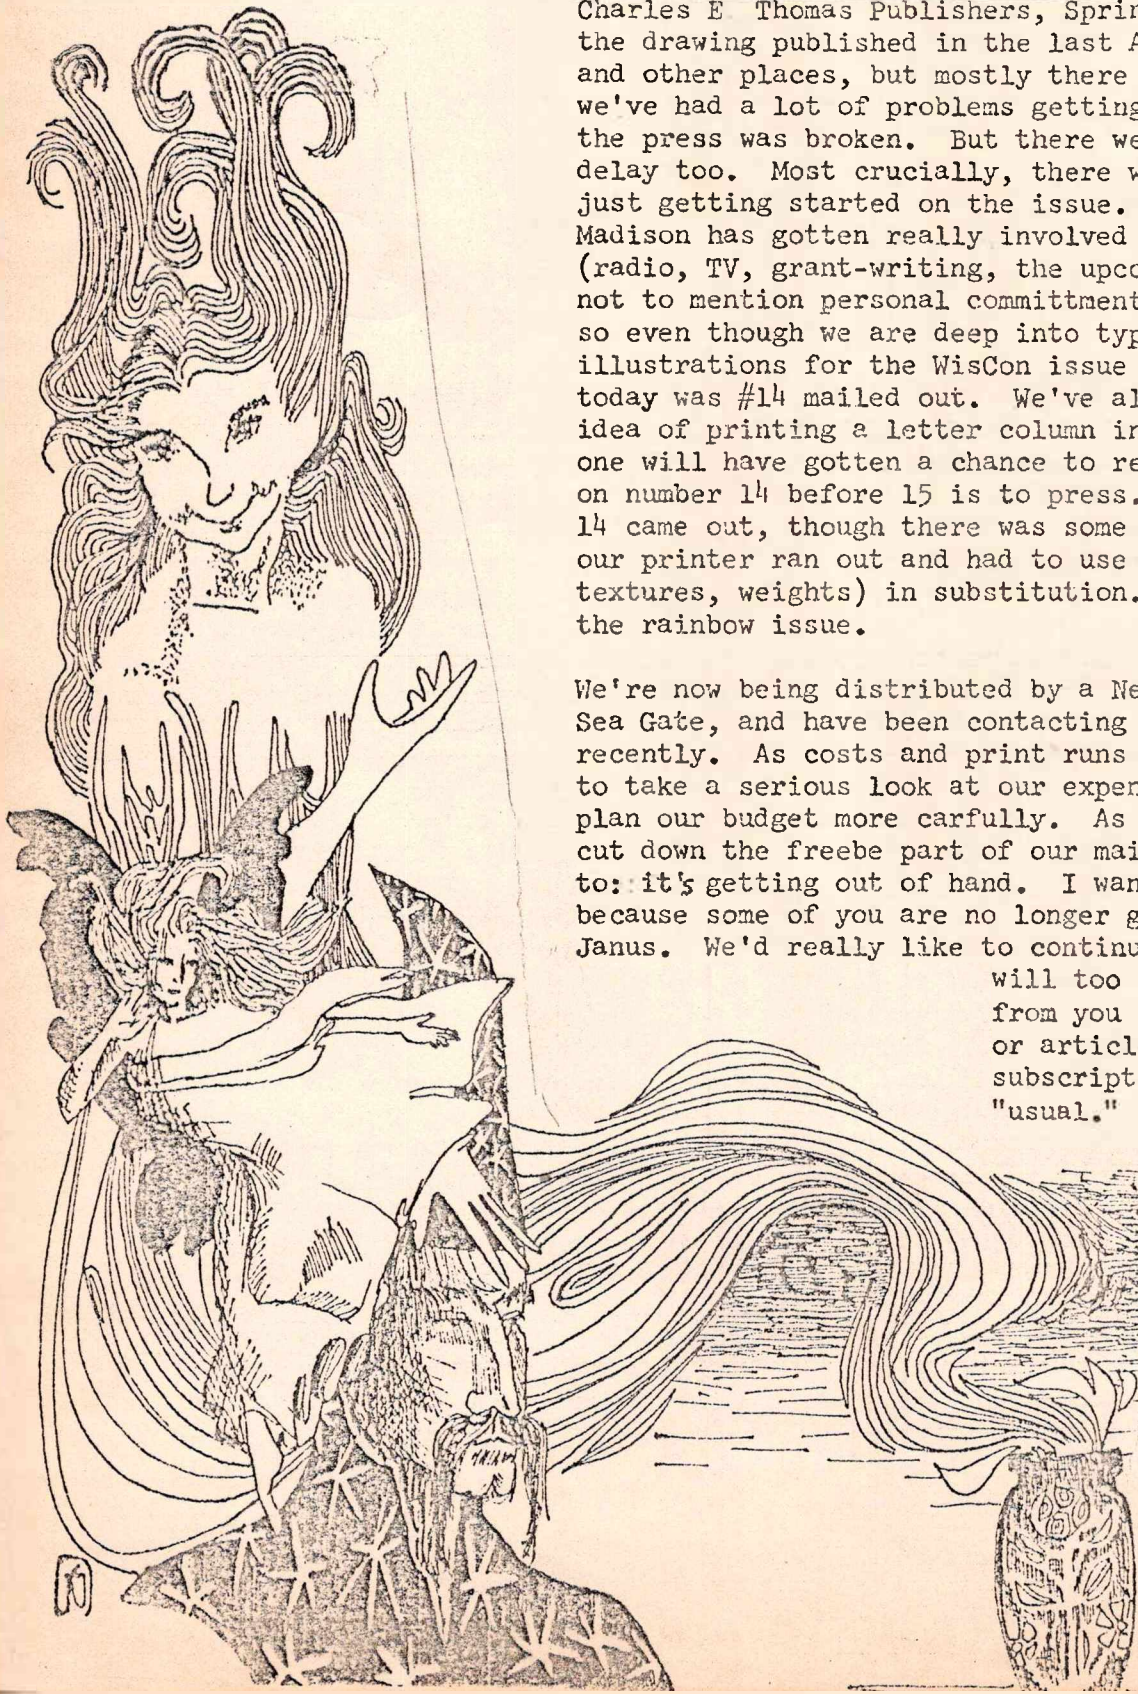 Charles E Thomas Publishers, Sprin
the drawing published in the last A
and other places, but mostly there
we've had a lot of problems getting
the press was broken. But there we
delay too. Most crucially, there w
just getting started on the issue.
Madison has gotten really involved
(radio, TV, grant-writing, the upco
not to mention personal committment
so even though we are deep into typ
illustrations for the WisCon issue
today was #14 mailed out. We've al
idea of printing a letter column in
one will have gotten a chance to re
on number 14 before 15 is to press.
14 came out, though there was some
our printer ran out and had to use
textures, weights) in substitution.
the rainbow issue.
We're now being distributed by a Ne
Sea Gate, and have been contacting
recently. As costs and print runs
to take a serious look at our exper
plan our budget more carfully. As
cut down the freebe part of our mai
to: it's getting out of hand. I wan
because some of you are no longer g
Janus. We'd really like to continu
will too
from you
or articl
subscript
"usual."